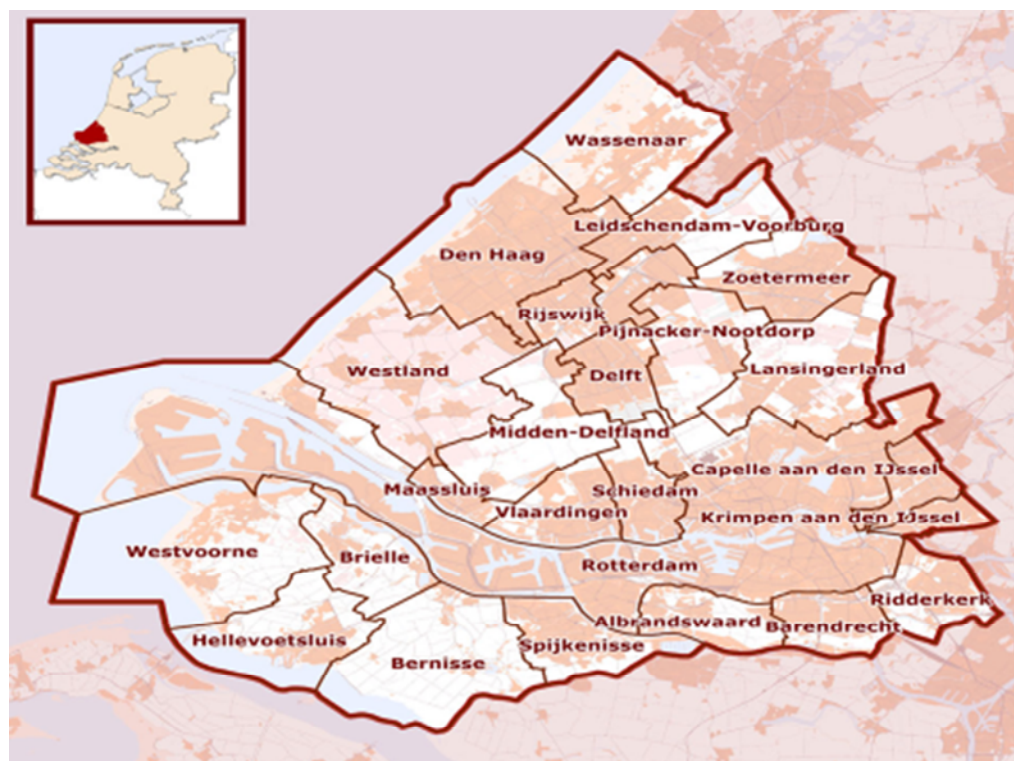 Wassenaar
Leidschendam-Voorburg
Den Haag
Zoetermeer
Rijswijk
Pijnacker-Nootdorp
Westland
Delft
Lansingerland
Midden-Delfland
Capelle aan den IJssel
Maassluis
Schiedam
Vlaardingen
Krimpen aan den IJssel
Westvoorne
Brielle
Rotterdam
Ridderkerk
Albrandswaard
Barendrecht
Hellevoetsluis
Spijkenisse
Bernisse